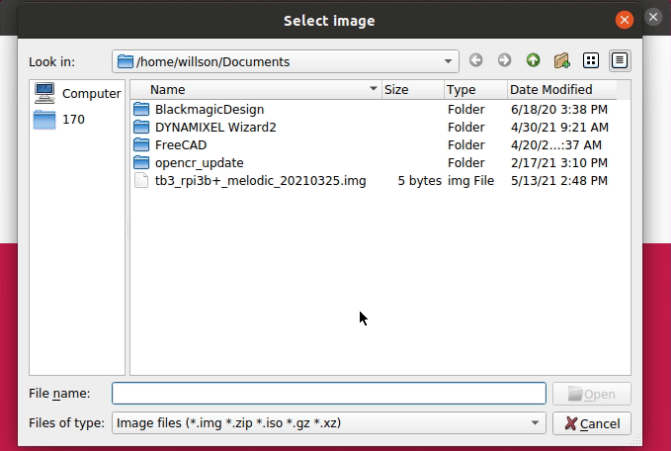 Select image
Look in: /home/willson/Documents
Computer
170
Name Size Type Date Modified
BlackmagicDesign Folder 6/18/20 3:38 PM
DYNAMIXEL Wizard2 Folder 4/30/21 9:21 AM
FreeCAD Folder 4/20/2...:37 AM
opencr_update Folder 2/17/21 3:10 PM
tb3_rpi3b+_melodic_20210325.img 5 bytes img File 5/13/21 2:48 PM
File name: Open
Files of type: Image files (*.img *.zip *.iso *.gz *.xz) Cancel